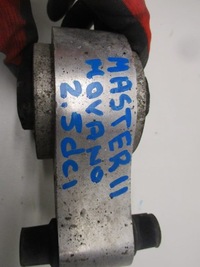 MASTER II
MOVANO
2.5dci